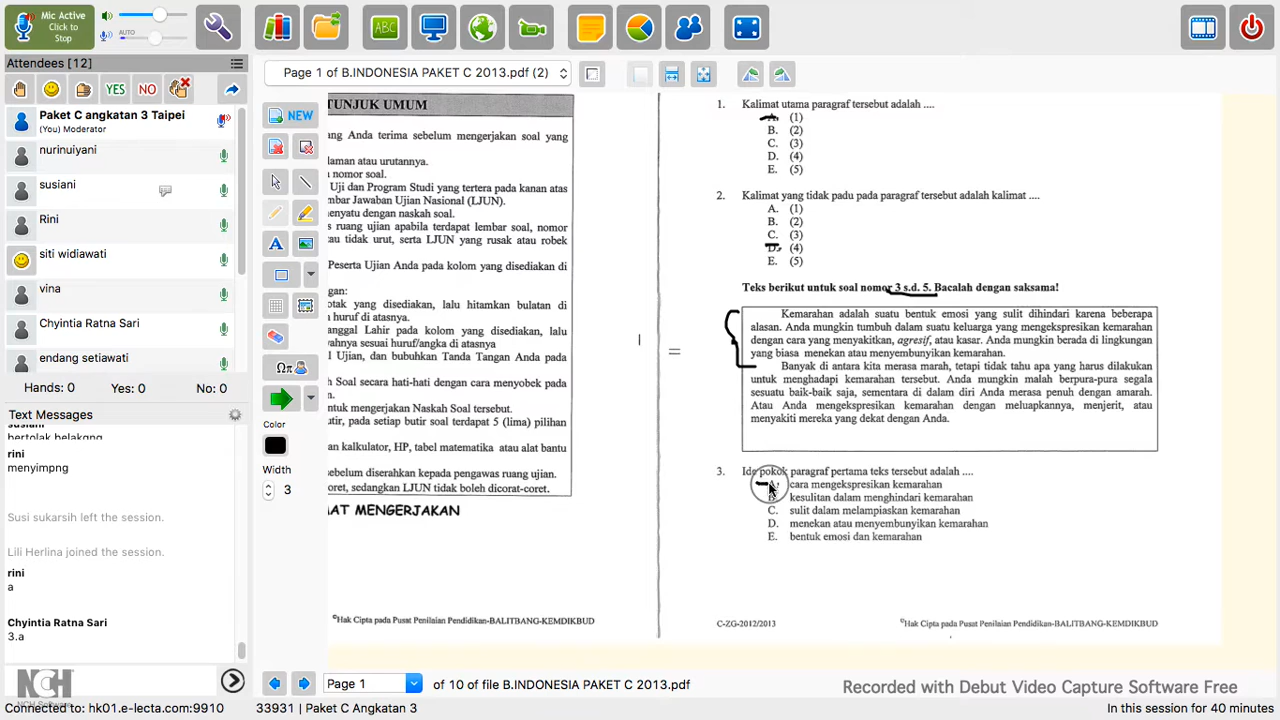 Mic Active
Click to
Stop
AUTO
ABC
Attendees [12]
YES
NO
Paket C angkatan 3 Taipei
(You) Moderator
nurinuiyani
susiani
Rini
siti widiawati
vina
Chyintia Ratna Sari
endang setiawati
Hands: 0 Yes: 0 No: 0
Text Messages
susiani
bertolak belakqng
rini
menyimpng
Susi sukarsih left the session.
Lili Herlina joined the session.
rini
a
Chyintia Ratna Sari
3.a
NCH
Connected to: hk01.e-lecta.com:9910
Page 1 of B.INDONESIA PAKET C 2013.pdf (2)
NEW
A
Ωπ
Color
Width
3
TUNJUK UMUM
ang Anda terima sebelum mengerjakan soal yang
laman atau urutannya.
a nomor soal.
Uji dan Program Studi yang tertera pada kanan atas
mbar Jawaban Ujian Nasional (LJUN).
menyatu dengan naskah soal.
s ruang ujian apabila terdapat lembar soal, nomor
au tidak urut, serta LJUN yang rusak atau robek
Peserta Ujian Anda pada kolom yang disediakan di
ngan:
otak yang disediakan, lalu hitamkan bulatan di
huruf di atasnya.
anggal Lahir pada kolom yang disediakan, lalu
ahnya sesuai huruf/angka di atasnya
l Ujian, dan bubuhkan Tanda Tangan Anda pada
h Soal secara hati-hati dengan cara menyobek pada
n.
ntuk mengerjakan Naskah Soal tersebut.
utir, pada setiap butir soal terdapat 5 (lima) pilihan
an kalkulator, HP, tabel matematika atau alat bantu
sebelum diserahkan kepada pengawas ruang ujian.
oret, sedangkan LJUN tidak boleh dicorat-coret.
AT MENGERJAKAN
©Hak Cipta pada Pusat Penilaian Pendidikan-BALITBANG-KEMDIKBUD
1 =
1. Kalimat utama paragraf tersebut adalah ....
A. (1)
B. (2)
C. (3)
D. (4)
E. (5)
2. Kalimat yang tidak padu pada paragraf tersebut adalah kalimat ....
A. (1)
B. (2)
C. (3)
D. (4)
E. (5)
Teks berikut untuk soal nomor 3 s.d. 5. Bacalah dengan saksama!
Kemarahan adalah suatu bentuk emosi yang sulit dihindari karena beberapa
alasan. Anda mungkin tumbuh dalam suatu keluarga yang mengekspresikan kemarahan
dengan cara yang menyakitkan, agresif, atau kasar. Anda mungkin berada di lingkungan
yang biasa menekan atau menyembunyikan kemarahan.
Banyak di antara kita merasa marah, tetapi tidak tahu apa yang harus dilakukan
untuk menghadapi kemarahan tersebut. Anda mungkin malah berpura-pura segala
sesuatu baik-baik saja, sementara di dalam diri Anda merasa penuh dengan amarah.
Atau Anda mengekspresikan kemarahan dengan meluapkannya, menjerit, atau
menyakiti mereka yang dekat dengan Anda.
3. Ide pokok paragraf pertama teks tersebut adalah ....
A. cara mengekspresikan kemarahan
B. kesulitan dalam menghindari kemarahan
C. sulit dalam melampiaskan kemarahan
D. menekan atau menyembunyikan kemarahan
E. bentuk emosi dan kemarahan
C-ZG-2012/2013
©Hak Cipta pada Pusat Penilaian Pendidikan-BALITBANG-KEMDIKBUD
Page 1 of 10 of file B.INDONESIA PAKET C 2013.pdf
Recorded with Debut Video Capture Software Free
33931 | Paket C Angkatan 3
In this session for 40 minutes